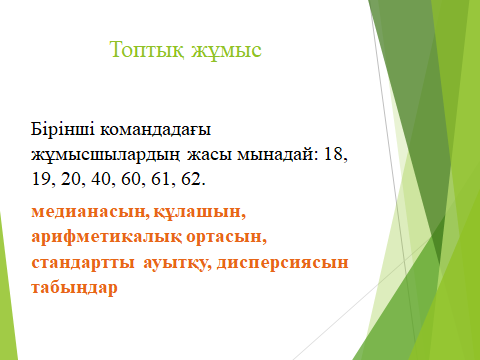 Топтық жұмыс
Бірінші командадағы
жұмысшылардың жасы мынадай: 18,
19, 20, 40, 60, 61, 62.
медианасын, құлашын,
арифметикалық ортасын,
стандартты ауытқу, дисперсиясын
табыңдар